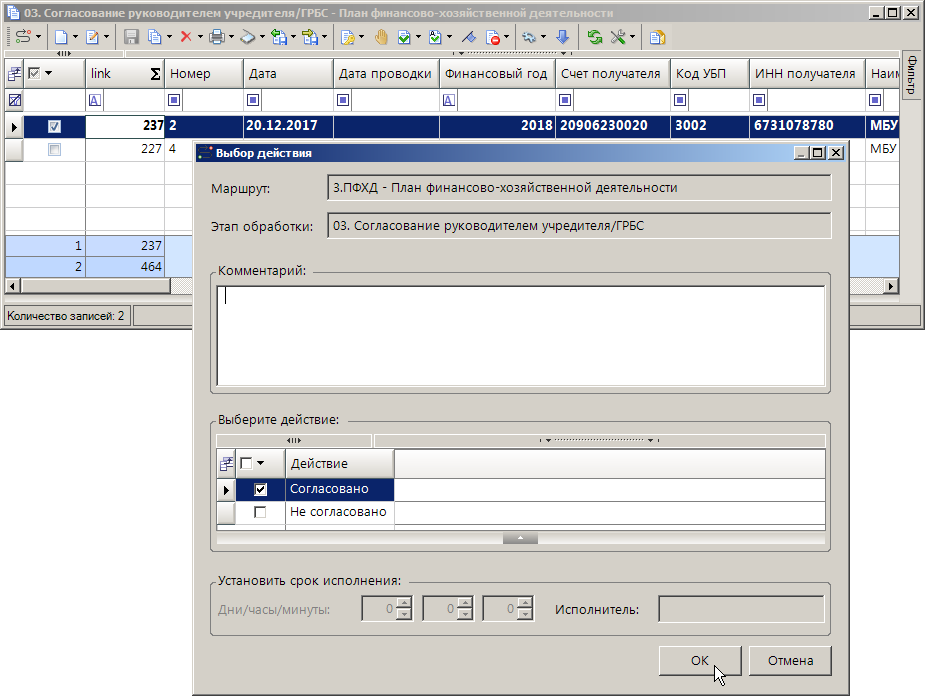 03. Согласование руководителем учредителя/ГРБС - План финансово-хозяйственной деятельности
link Σ Номер Дата Дата проводки Финансовый год Счет получателя Код УБП ИНН получателя Наим
Фильтр
237 2 20.12.2017 2018 20906230020 3002 6731078780 МБУ
227 4 МБУ
1 237
2 464
Количество записей: 2
Выбор действия
Маршрут: 3.ПФХД - План финансово-хозяйственной деятельности
Этап обработки: 03. Согласование руководителем учредителя/ГРБС
Комментарий:
Выберите действие:
Действие
Согласовано
Не согласовано
Установить срок исполнения:
Дни/часы/минуты: 0 0 0 Исполнитель:
ОК Отмена